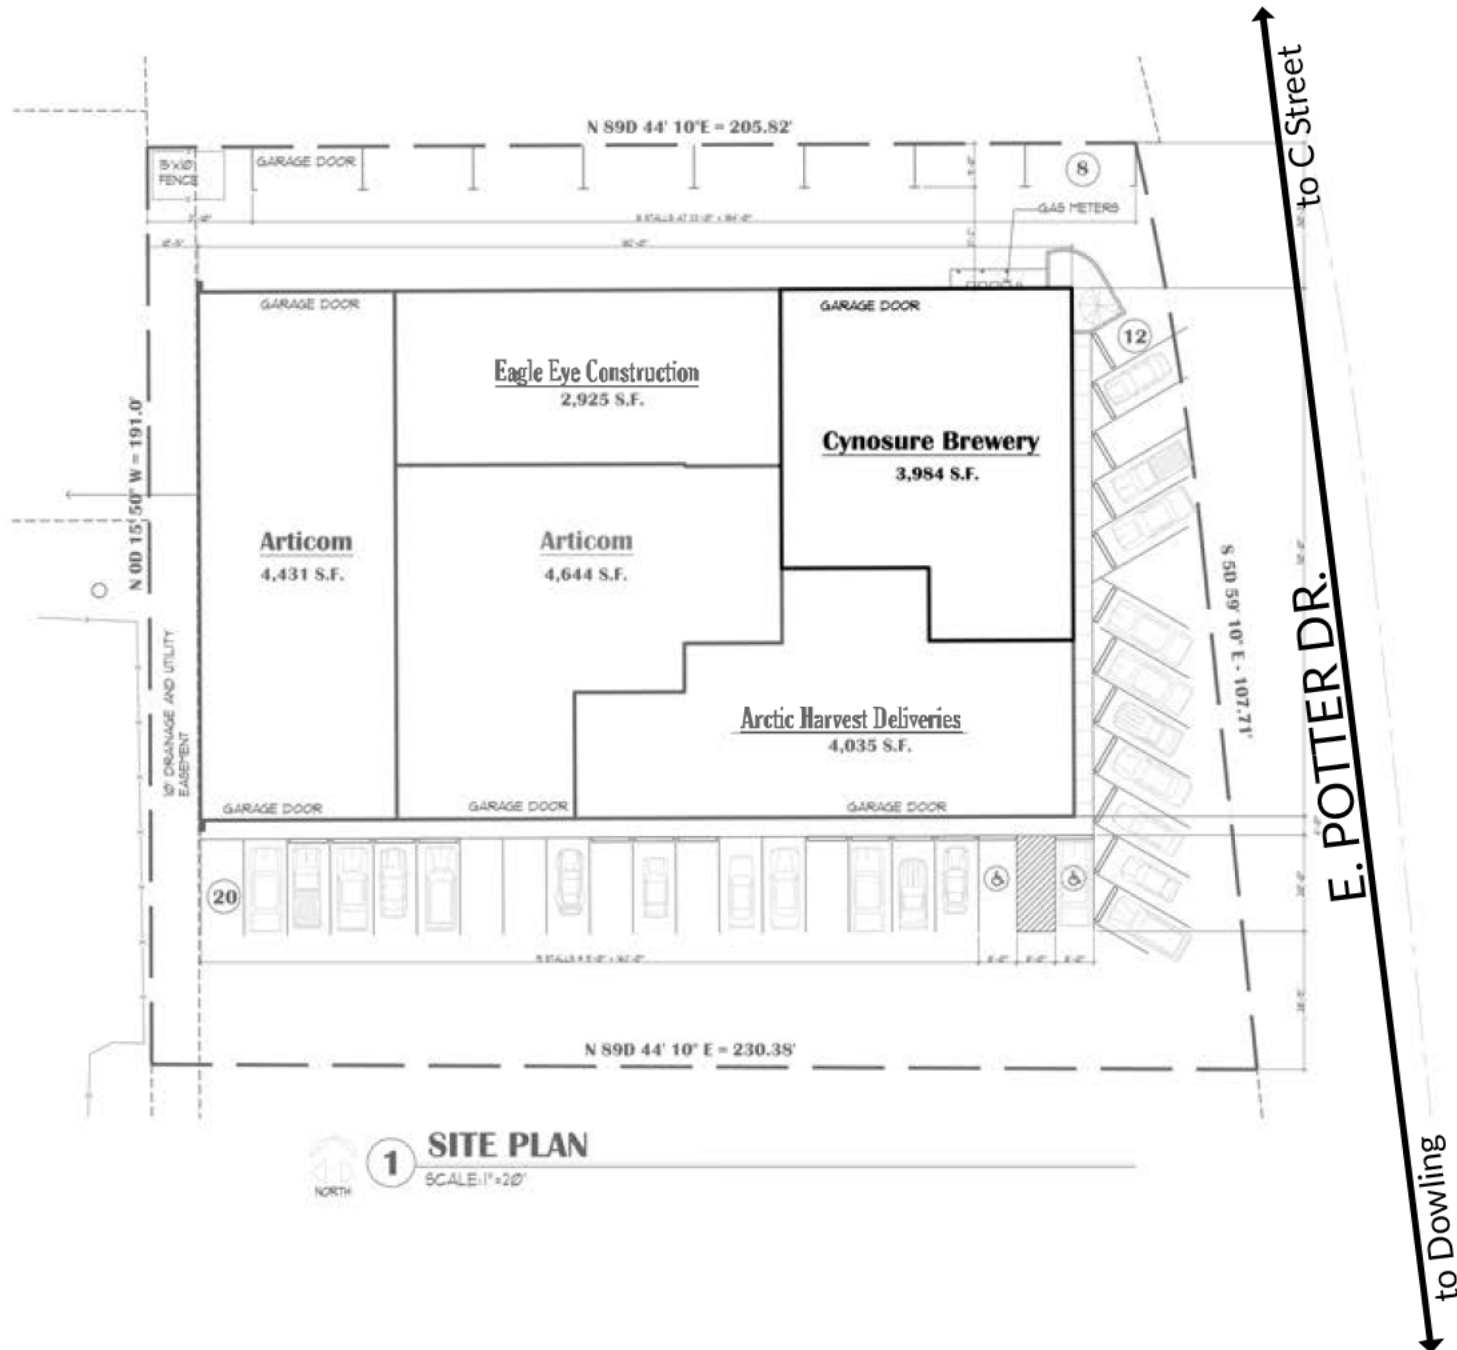 to C Street
N 89D 44' 10"E = 205.82'
FENCE
GARAGE DOOR
8
GAS METERS
GARAGE DOOR
GARAGE DOOR
12
Eagle Eye Construction
2,925 S.F.
Cynosure Brewery
3,984 S.F.
N 0D 15' 50" W = 191.0'
Articom
4,431 S.F.
Articom
4,644 S.F.
S 5D 59' 10" E - 107.71'
E. POTTER DR.
10' DRAINAGE AND UTILITY
EASEMENT
Arctic Harvest Deliveries
4,035 S.F.
GARAGE DOOR
GARAGE DOOR
GARAGE DOOR
20
N 89D 44' 10" E = 230.38'
NORTH
1
SITE PLAN
SCALE: 1"=20'
to Dowling